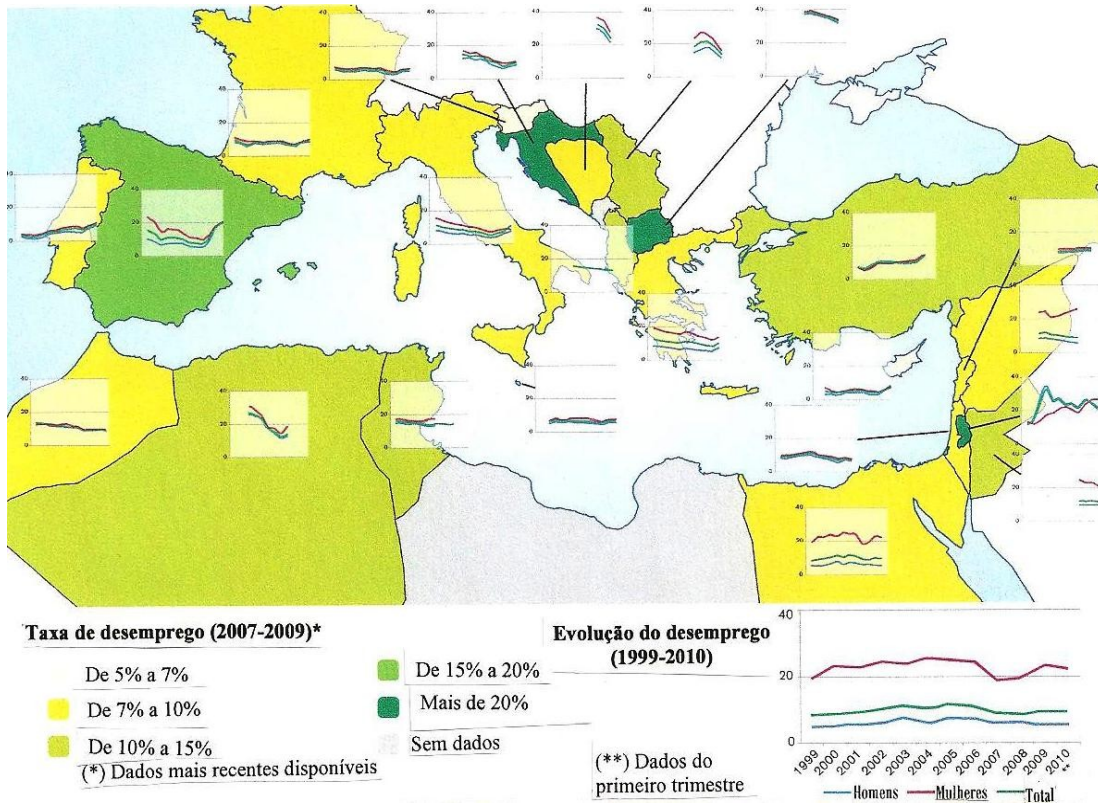 Taxa de desemprego (2007-2009)*
De 5% a 7%
De 7% a 10%
De 10% a 15%
(*) Dados mais recentes disponíveis
De 15% a 20%
Mais de 20%
Sem dados
Evolução do desemprego
(1999-2010)
(**) Dados do
primeiro trimestre
40
20
0
1999 2000 2001 2002 2003 2004 2005 2006 2007 2008 2009 2010
**
Homens Mulheres Total